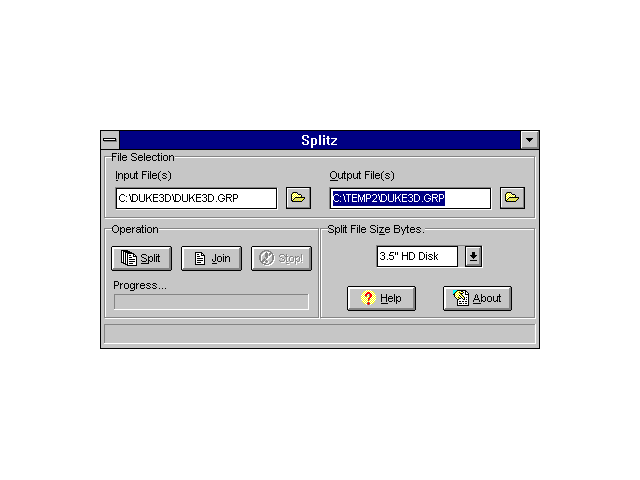 Splitz
File Selection
Input File(s)
Output File(s)
C:\DUKE3D\DUKE3D.GRP
C:\TEMP2\DUKE3D.GRP
Operation
Split File Size Bytes.
Split
Join
Stop!
3.5" HD Disk
Progress...
Help
About